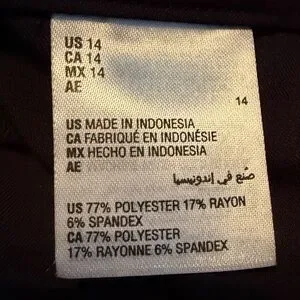 US 14
CA 14
MX 14
AE
14
US MADE IN INDONESIA
CA FABRIQUÉ EN INDONÉSIE
MX HECHO EN INDONESIA
AE
صُنع في إندونيسيا
US 77% POLYESTER 17% RAYON
6% SPANDEX
CA 77% POLYESTER
17% RAYONNE 6% SPANDEX